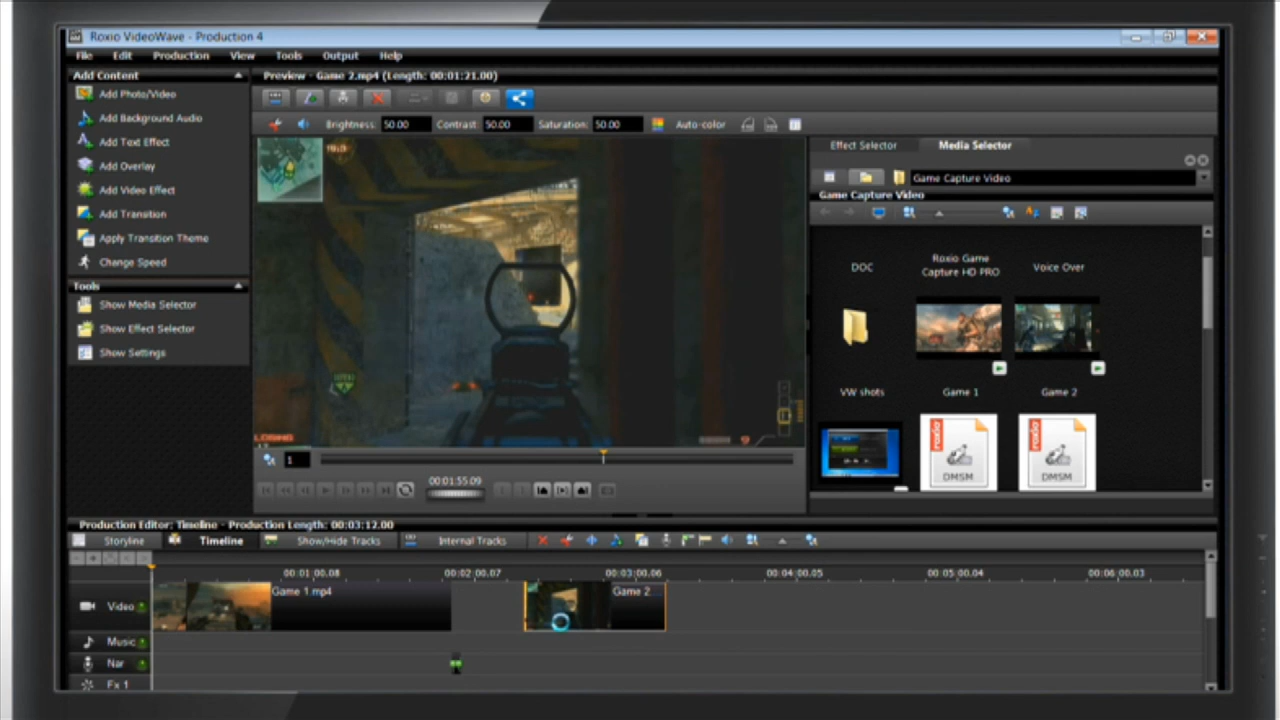 Roxio VideoWave - Production 4
File Edit Production View Tools Output Help
Add Content
Preview - Game 2.mp4 (Length: 00:01:21.00)
Add Photo/Video
Add Background Audio
Add Text Effect
Add Overlay
Add Video Effect
Add Transition
Apply Transition Theme
Change Speed
Tools
Show Media Selector
Show Effect Selector
Show Settings
Brightness: 50.00 Contrast: 50.00 Saturation: 50.00 Auto-color
LOSING
9
1
00:01:55.09
Effect Selector Media Selector
Game Capture Video
Game Capture Video
DOC
Roxio Game
Capture HD PRO
Voice Over
VW shots
Game 1
Game 2
roxio
DMSM
roxio
DMSM
Production Editor: Timeline - Production Length: 00:03:12.00
Storyline Timeline Show/Hide Tracks Internal Tracks
00:01:00.08 00:02:00.07 00:03:00.06 00:04:00.05 00:05:00.04 00:06:00.03
Video
Game 1.mp4
Game 2
Music
Nar
Fx 1